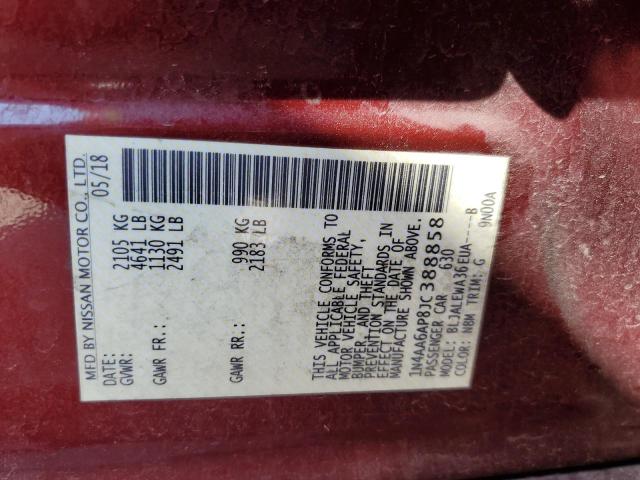 MFD BY NISSAN MOTOR CO., LTD.
DATE: 05/18
GVWR: 2105 KG
4641 LB
GAWR FR.: 1130 KG
2491 LB
GAWR RR.: 990 KG
2183 LB
THIS VEHICLE CONFORMS TO
ALL APPLICABLE FEDERAL
MOTOR VEHICLE SAFETY,
BUMPER, AND THEFT
PREVENTION STANDARDS IN
EFFECT ON THE DATE OF
MANUFACTURE SHOWN ABOVE.
1N4AA6AP8JC388858
PASSENGER CAR 630
MODEL: BLJALEWA36EUA----B
COLOR: NBM TRIM: G 9N00A